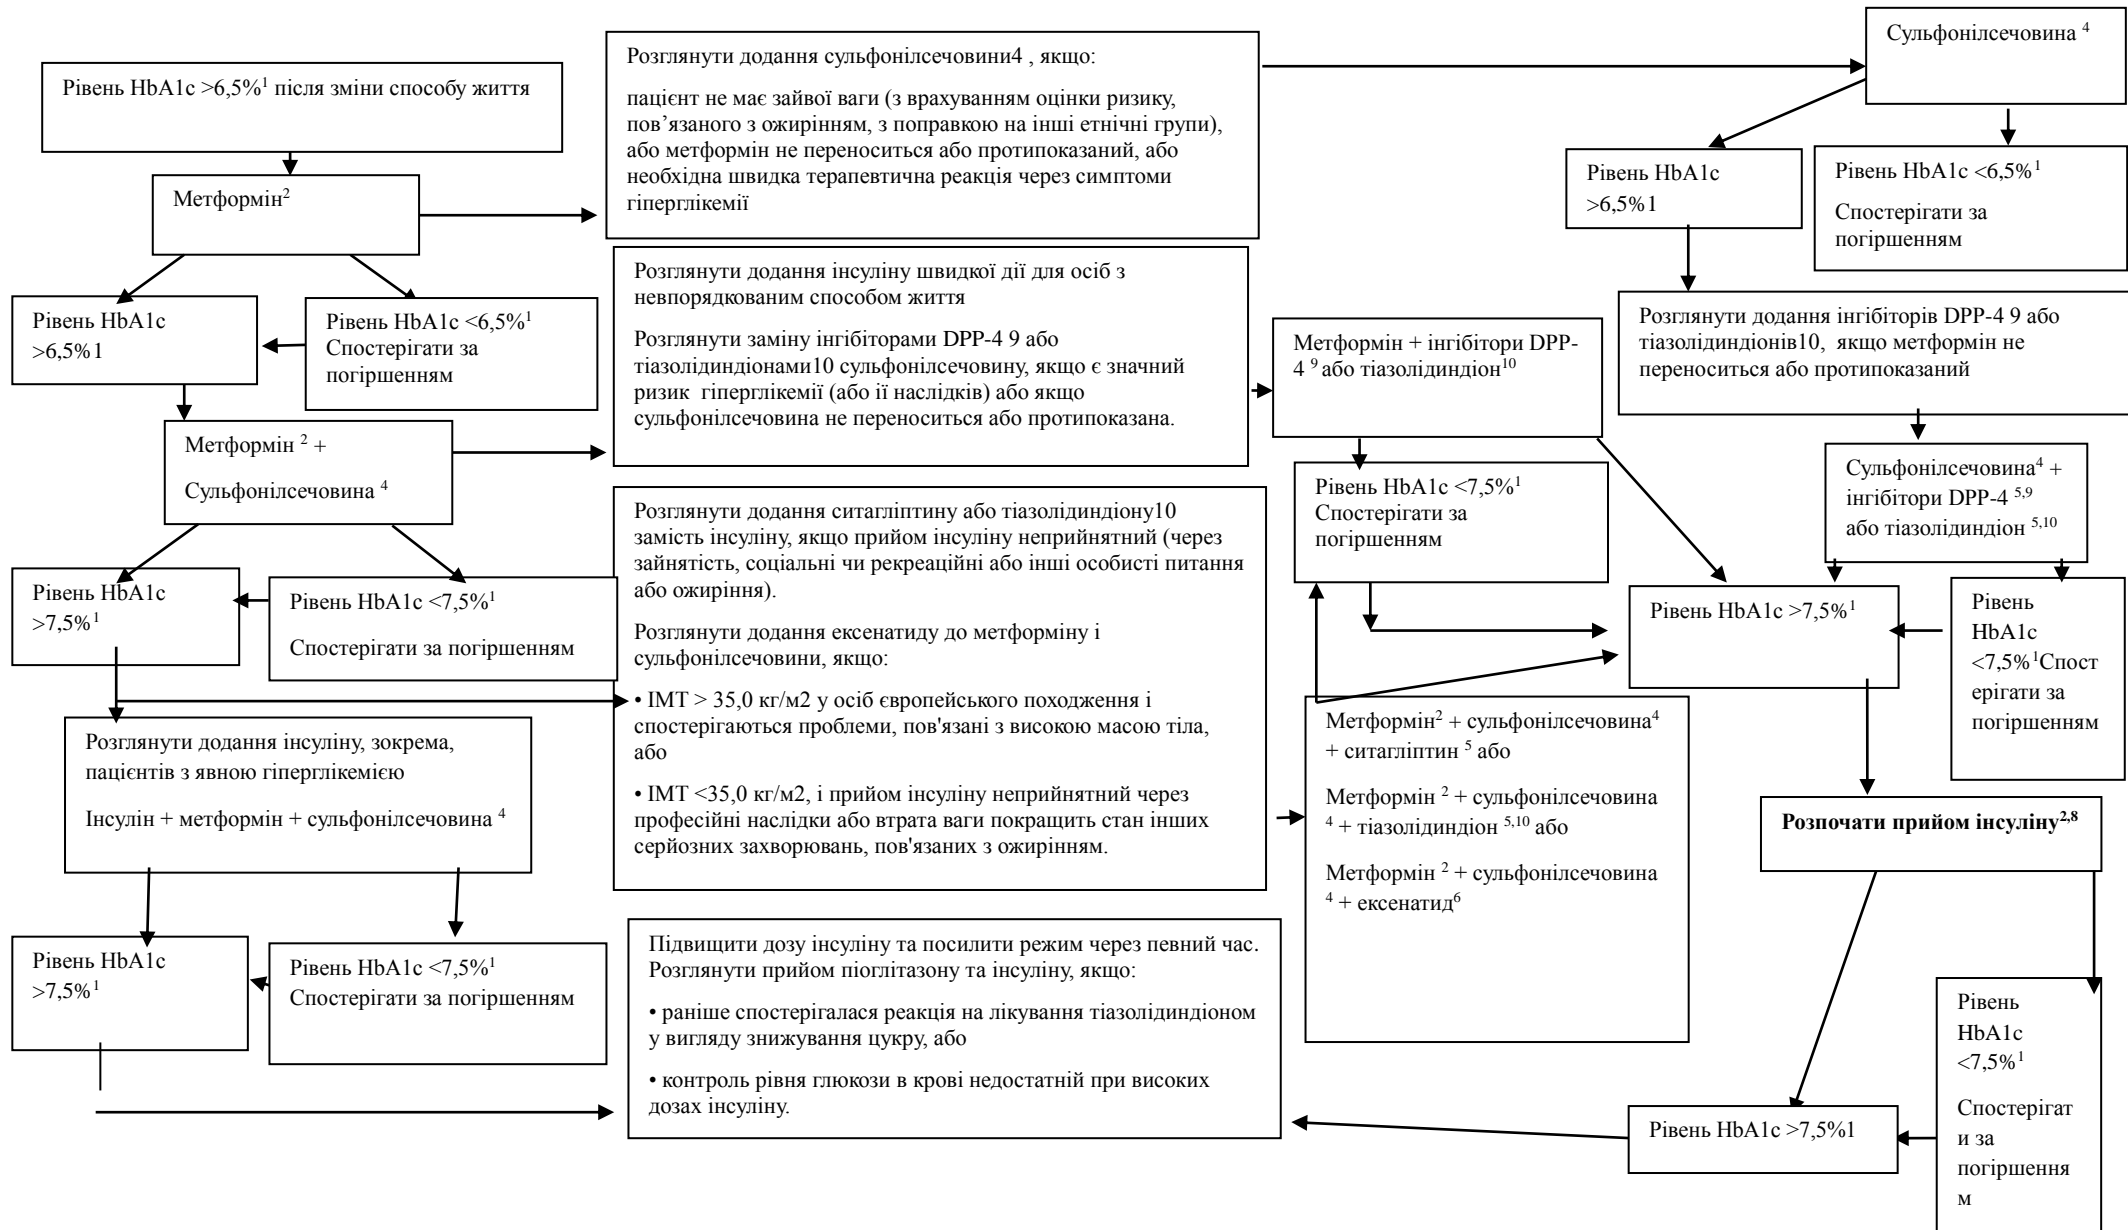 Рівень HbA1c >6,5%¹ після зміни способу життя
Метформін²
Рівень HbA1c
>6,5%1
Рівень HbA1c <6,5%¹
Спостерігати за
погіршенням
Метформін ² +
Сульфонілсечовина ⁴
Рівень HbA1c
>7,5%¹
Рівень HbA1c <7,5%¹
Спостерігати за погіршенням
Розглянути додання інсуліну, зокрема,
пацієнтів з явною гіперглікемією
Інсулін + метформін + сульфонілсечовина ⁴
Рівень HbA1c
>7,5%¹
Рівень HbA1c <7,5%¹
Спостерігати за погіршенням
Розглянути додання сульфонілсечовини4 , якщо:
пацієнт не має зайвої ваги (з врахуванням оцінки ризику,
пов’язаного з ожирінням, з поправкою на інші етнічні групи),
або метформін не переноситься або протипоказаний, або
необхідна швидка терапевтична реакція через симптоми
гіперглікемії
Розглянути додання інсуліну швидкої дії для осіб з
невпорядкованим способом життя
Розглянути заміну інгібіторами DPP-4 9 або
тіазолідиндіонами10 сульфонілсечовину, якщо є значний
ризик гіперглікемії (або ії наслідків) або якщо
сульфонілсечовина не переноситься або протипоказана.
Розглянути додання ситагліптину або тіазолідиндіону10
замість інсуліну, якщо прийом інсуліну неприйнятний (через
зайнятість, соціальні чи рекреаційні або інші особисті питання
або ожиріння).
Розглянути додання ексенатиду до метформіну і
сульфонілсечовини, якщо:
• ІМТ > 35,0 кг/м2 у осіб європейського походження і
спостерігаються проблеми, пов'язані з високою масою тіла,
або
• ІМТ <35,0 кг/м2, і прийом інсуліну неприйнятний через
професійні наслідки або втрата ваги покращить стан інших
серйозних захворювань, пов'язаних з ожирінням.
Підвищити дозу інсуліну та посилити режим через певний час.
Розглянути прийом піоглітазону та інсуліну, якщо:
• раніше спостерігалася реакція на лікування тіазолідиндіоном
у вигляду знижування цукру, або
• контроль рівня глюкози в крові недостатній при високих
дозах інсуліну.
Метформін + інгібітори DPP-
4 ⁹ або тіазолідиндіон¹⁰
Рівень HbA1c <7,5%¹
Спостерігати за
погіршенням
Метформін² + сульфонілсечовина⁴
+ ситагліптин ⁵ або
Метформін ² + сульфонілсечовина
⁴ + тіазолідиндіон ⁵,¹⁰ або
Метформін ² + сульфонілсечовина
⁴ + ексенатид⁶
Сульфонілсечовина ⁴
Рівень HbA1c
>6,5%1
Рівень HbA1c <6,5%¹
Спостерігати за
погіршенням
Розглянути додання інгібіторів DPP-4 9 або
тіазолідиндіонів10, якщо метформін не
переноситься або протипоказаний
Сульфонілсечовина⁴ +
інгібітори DPP-4 ⁵,⁹
або тіазолідиндіон ⁵,¹⁰
Рівень HbA1c >7,5%¹
Рівень
HbA1c
<7,5%¹Спост
ерігати за
погіршенням
Розпочати прийом інсуліну²,⁸
Рівень HbA1c >7,5%1
Рівень
HbA1c
<7,5%¹
Спостерігат
и за
погіршення
м